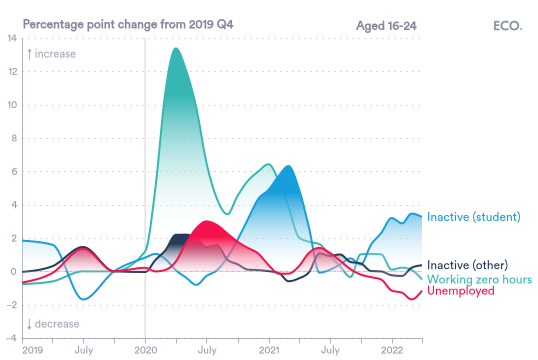 Percentage point change from 2019 Q4
Aged 16-24
ECO.
14
↑ increase
12
10
8
6
4
2
0
−2
↓ decrease
−4
Inactive (student)
Inactive (other)
Working zero hours
Unemployed
2019 July 2020 July 2021 July 2022